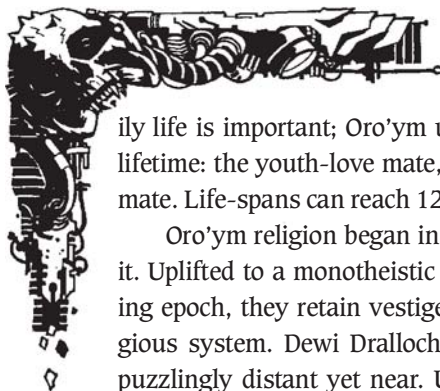 ily life is important; Oro’ym u
lifetime: the youth-love mate,
mate. Life-spans can reach 12
Oro’ym religion began in
it. Uplifted to a monotheistic
ing epoch, they retain vestige
gious system. Dewi Dralloch
puzzlingly distant yet near. U